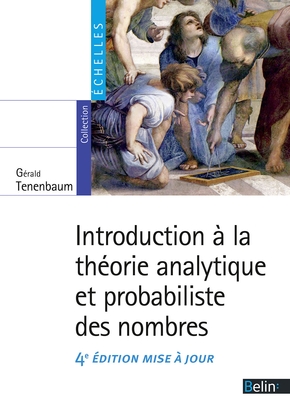 Collection
ÉCHELLES
Gérald
Tenenbaum
Introduction à la
théorie analytique
et probabiliste
des nombres
4e ÉDITION MISE À JOUR
Belin: